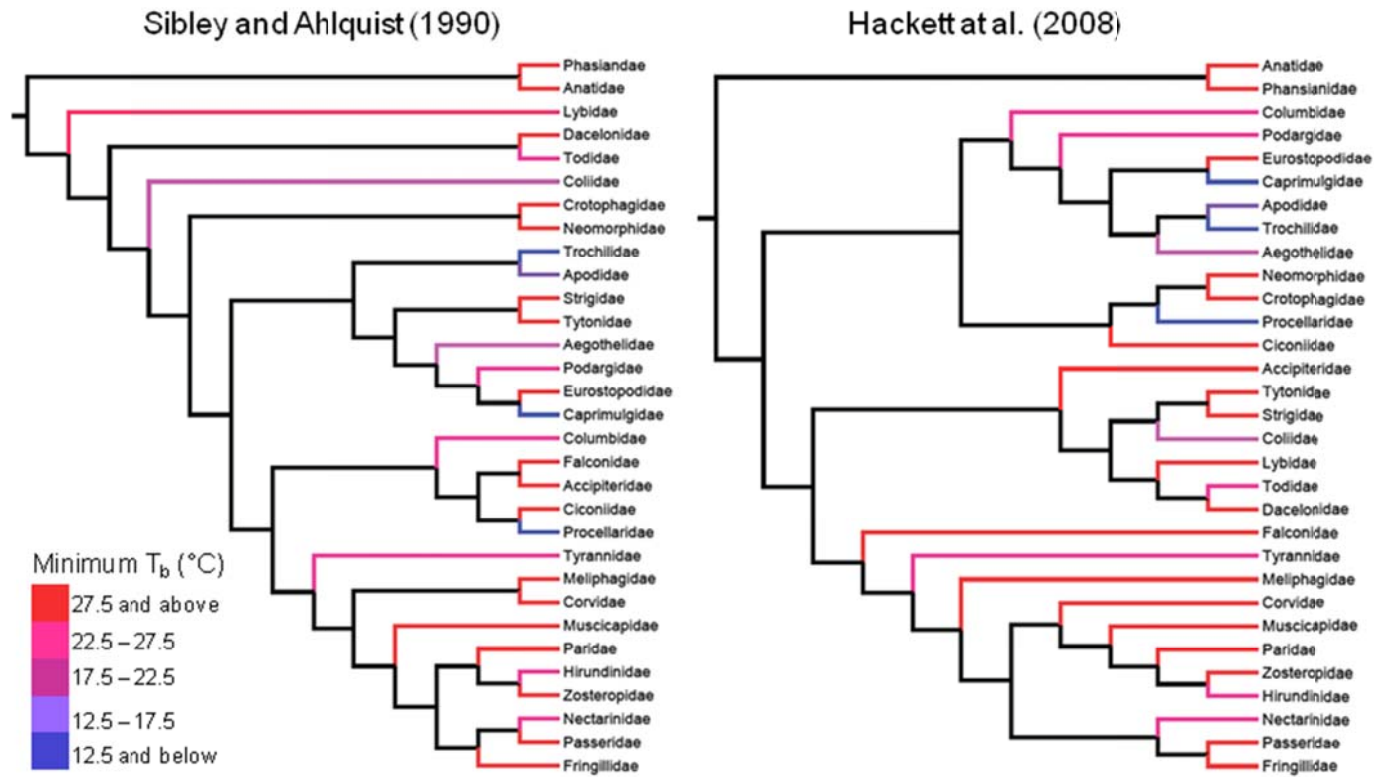 Sibley and Ahlquist (1990)
Phasiandae
Anatidae
Lybidae
Dacelonidae
Todidae
Coliidae
Crotophagidae
Neomorphidae
Trochilidae
Apodidae
Strigidae
Tytonidae
Aegothelidae
Podargidae
Eurostopodidae
Caprimulgidae
Columbidae
Falconidae
Accipiteridae
Ciconiidae
Procellaridae
Tyrannidae
Meliphagidae
Corvidae
Muscicapidae
Paridae
Hirundinidae
Zosteropidae
Nectarinidae
Passeridae
Fringillidae
Minimum Tb (°C)
27.5 and above
22.5 – 27.5
17.5 – 22.5
12.5 – 17.5
12.5 and below
Hackett at al. (2008)
Anatidae
Phansianidae
Columbidae
Podargidae
Eurostopodidae
Caprimulgidae
Apodidae
Trochilidae
Aegothelidae
Neomorphidae
Crotophagidae
Procellaridae
Ciconiidae
Accipiteridae
Tytonidae
Strigidae
Coliidae
Lybidae
Todidae
Dacelonidae
Falconidae
Tyrannidae
Meliphagidae
Corvidae
Muscicapidae
Paridae
Zosteropidae
Hirundinidae
Nectarinidae
Passeridae
Fringillidae